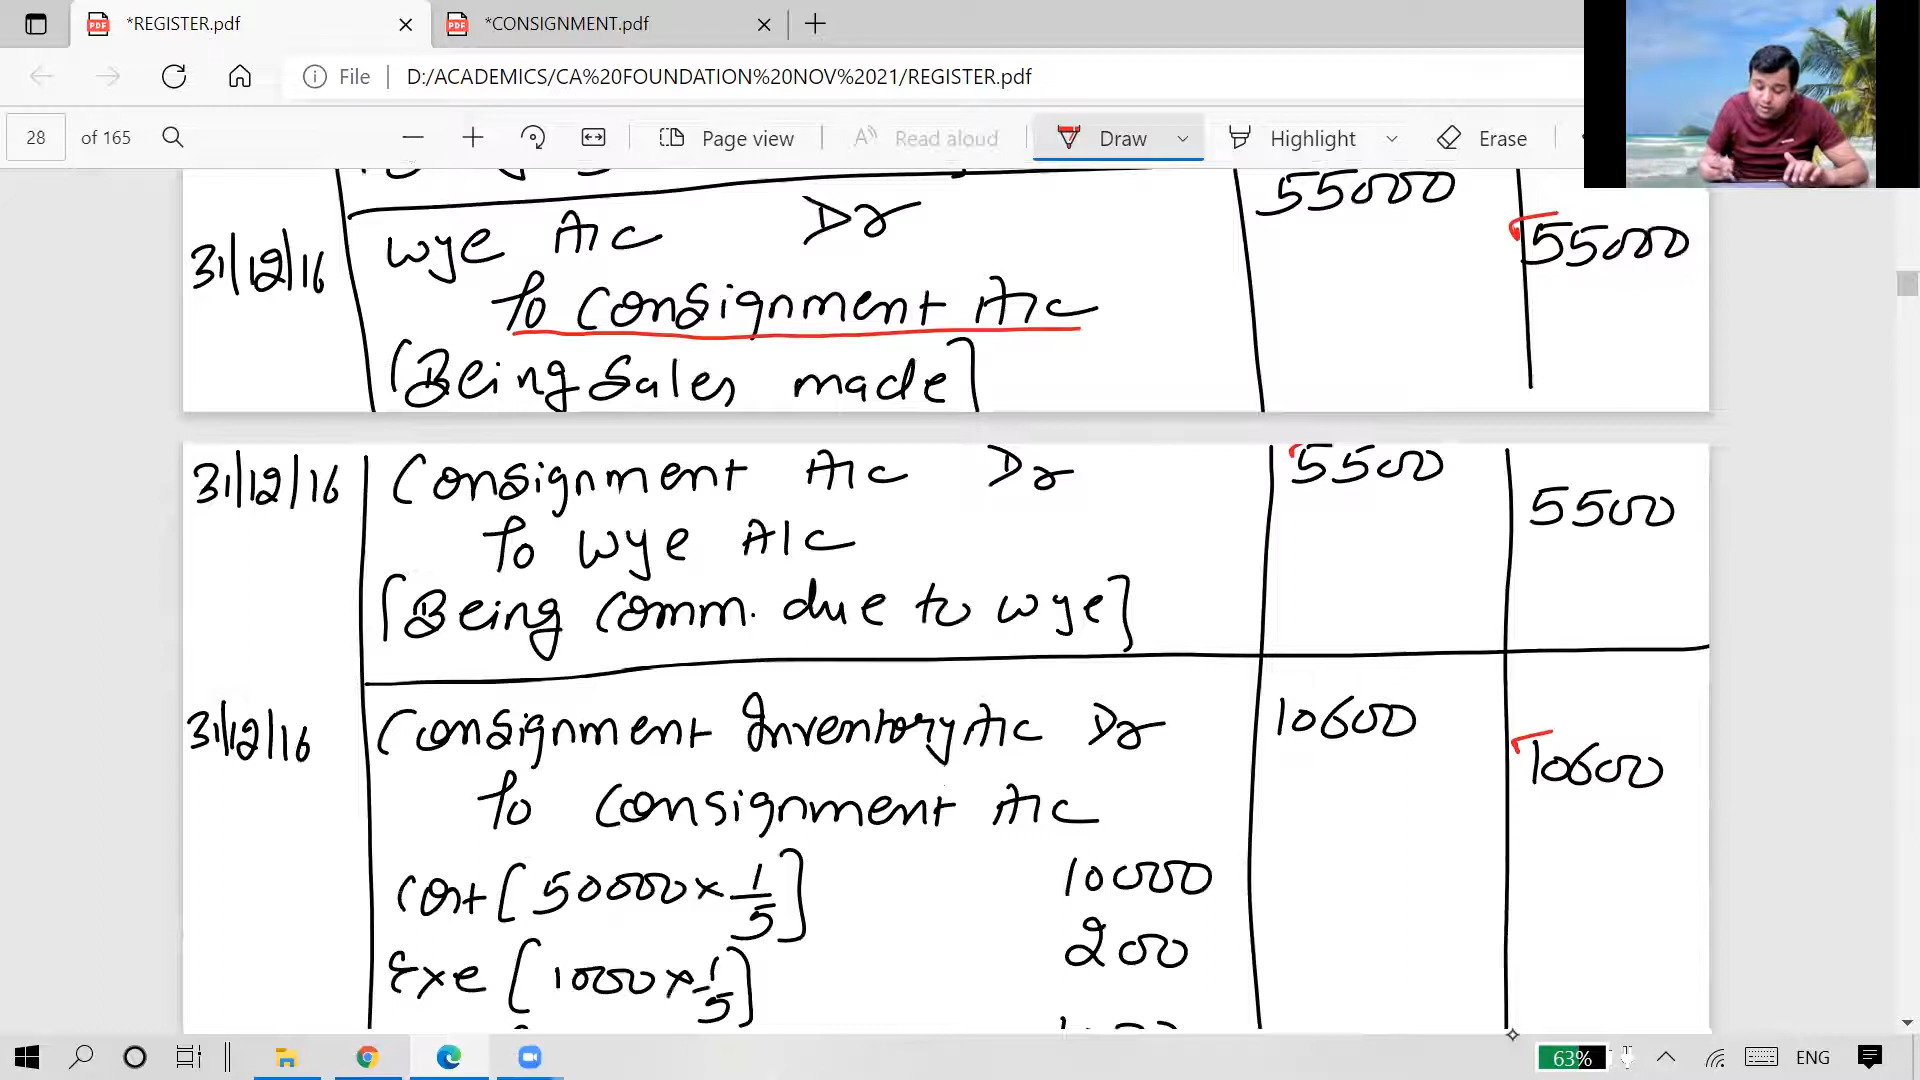 *REGISTER.pdf
*CONSIGNMENT.pdf
File D:/ACADEMICS/CA%20FOUNDATION%20NOV%2021/REGISTER.pdf
28 of 165
Page view
Read aloud
Draw
Highlight
Erase
55000
31/12/16 Wye A/c Dr 55000
To Consignment A/c
[Being Sales made]
31/12/16 Consignment A/c Dr 5500
To Wye A/c 5500
[Being Comm. due to wye]
31/12/16 Consignment Inventory A/c Dr 10600
To Consignment A/c 10600
Cost [50000 × 1/5] 10000
Exe [1000 × 1/5] 200
63%
ENG